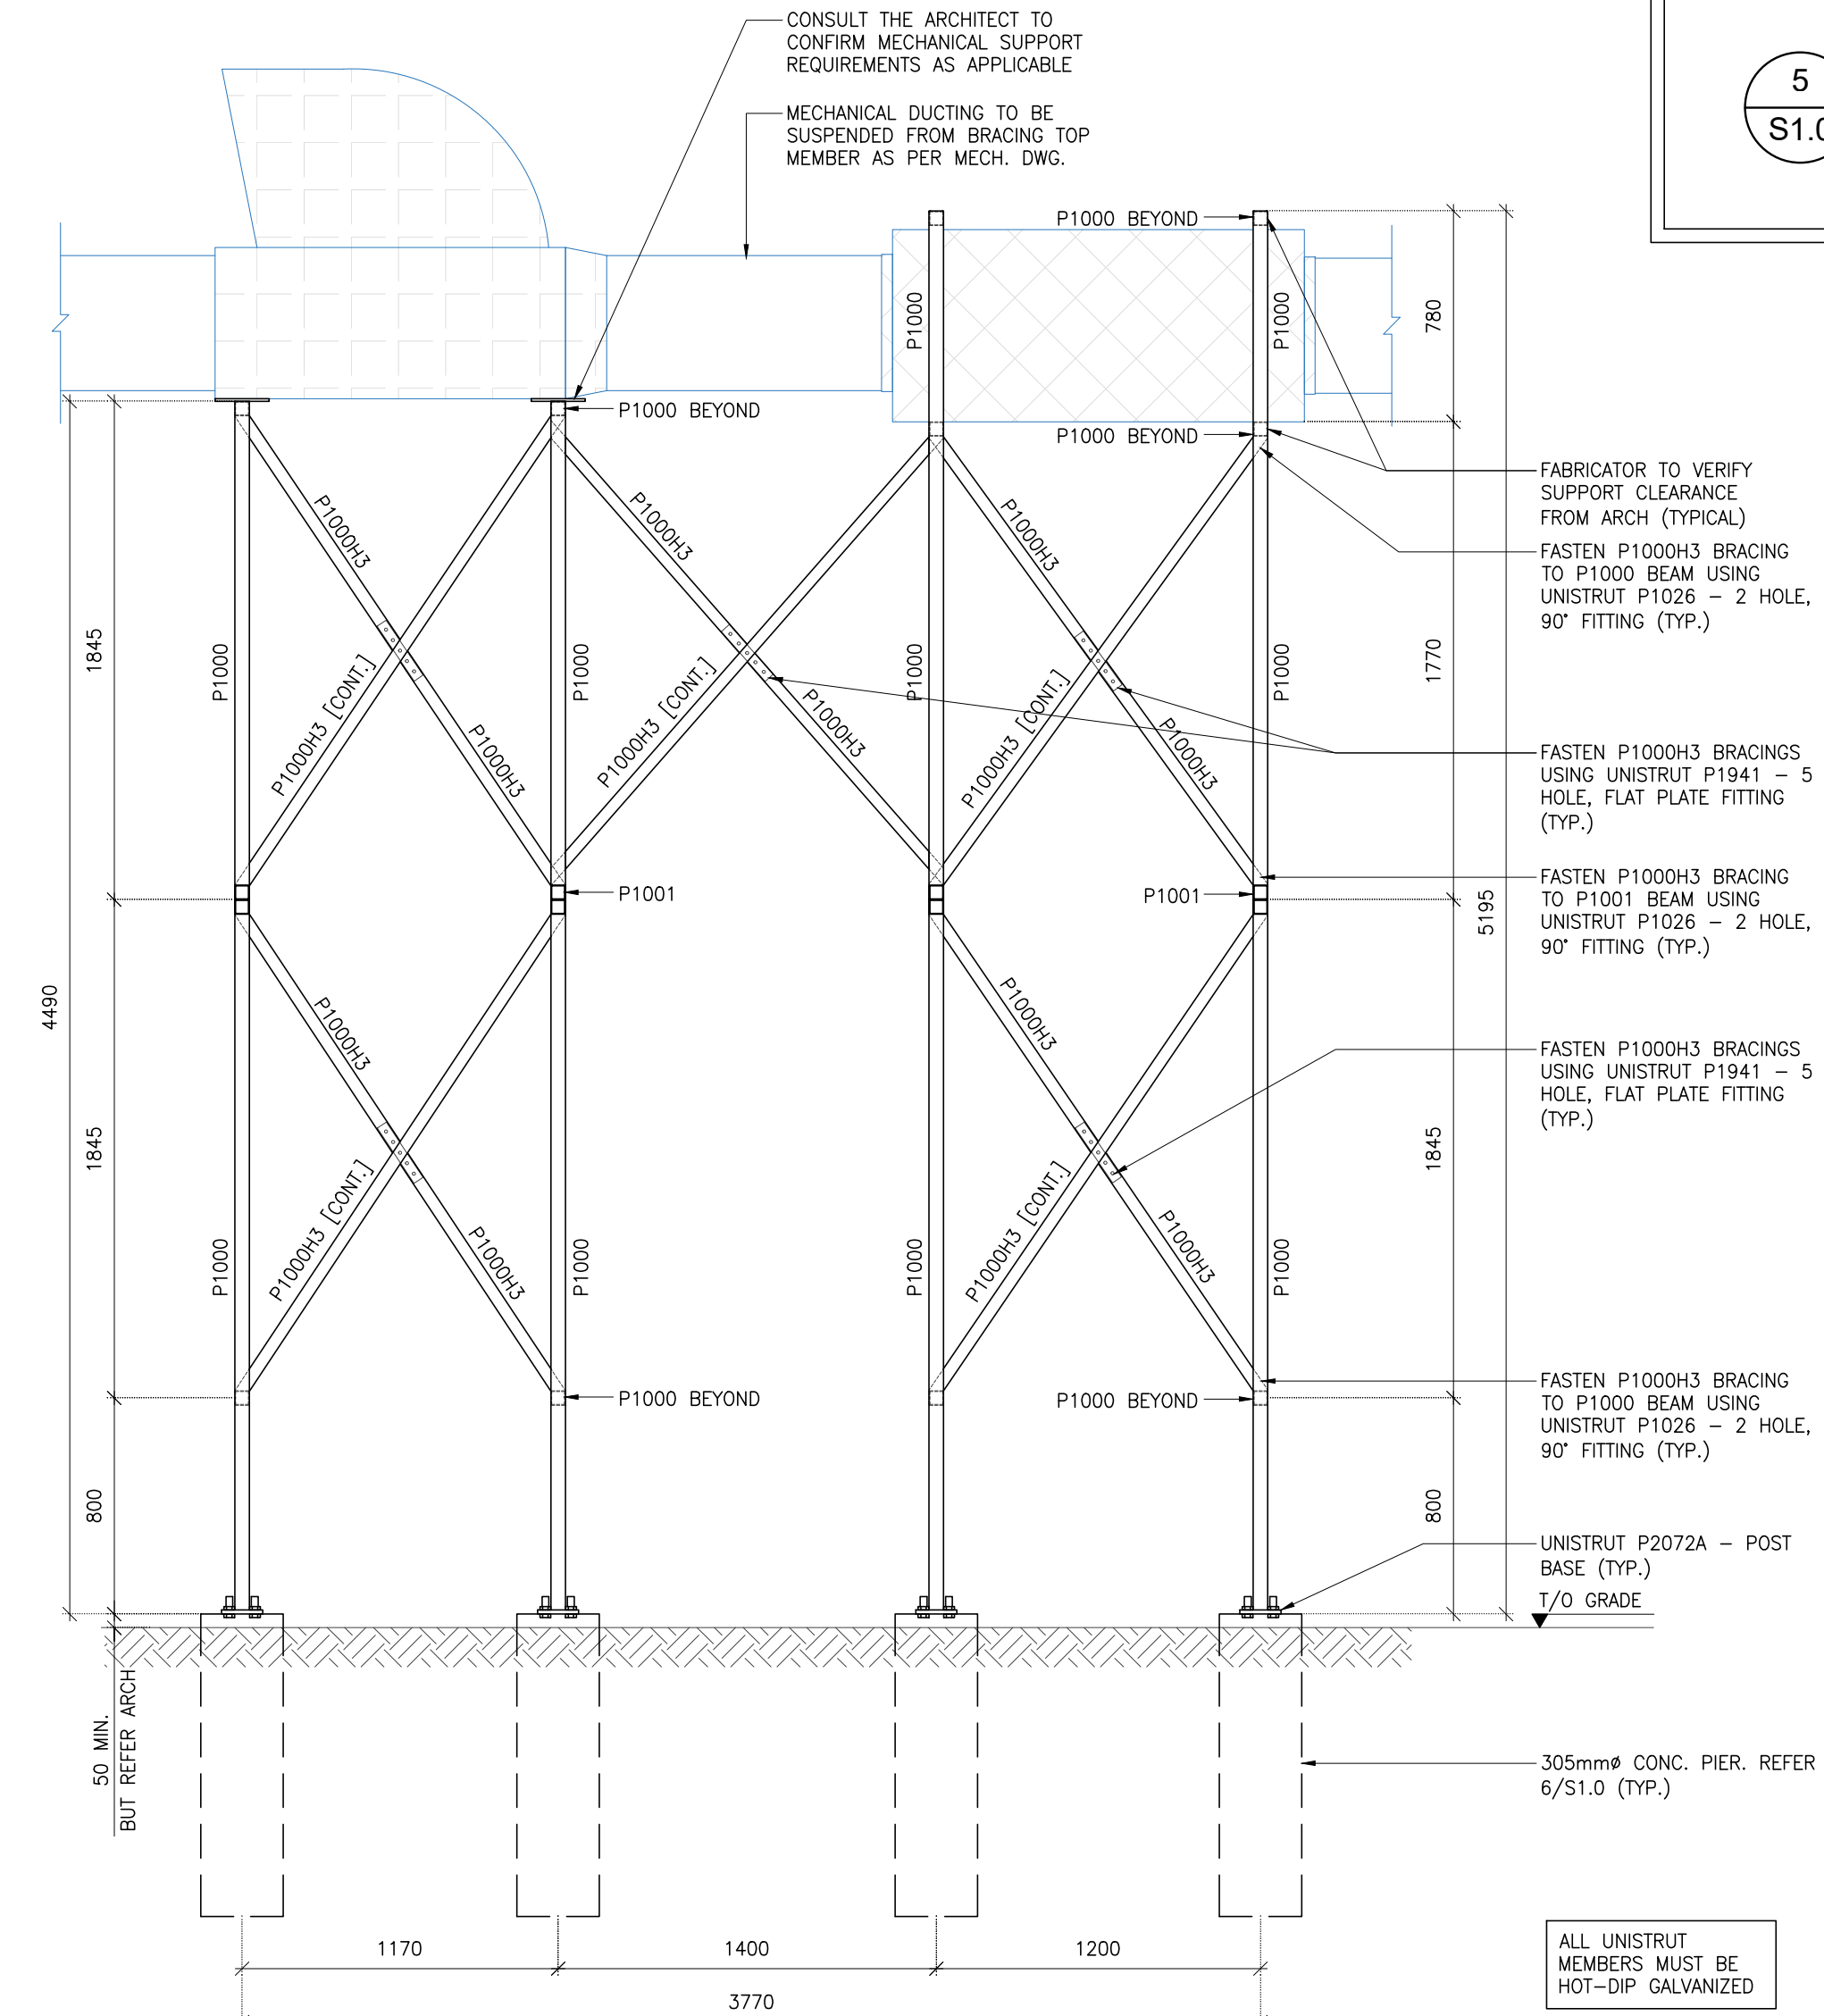 CONSULT THE ARCHITECT TO
CONFIRM MECHANICAL SUPPORT
REQUIREMENTS AS APPLICABLE
MECHANICAL DUCTING TO BE
SUSPENDED FROM BRACING TOP
MEMBER AS PER MECH. DWG.
5
P1000 BEYOND
P1000
P1000
780
P1000 BEYOND
P1000 BEYOND
FABRICATOR TO VERIFY
SUPPORT CLEARANCE
FROM ARCH (TYPICAL)
FASTEN P1000H3 BRACING
TO P1000 BEAM USING
UNISTRUT P1026 – 2 HOLE,
90° FITTING (TYP.)
P1000H3
P1000H3
P1000H3
1845
P1000
P1000
P1000
P1000
1770
P1000H3 [CONT.]
P1000H3
P1000H3 [CONT.]
P1000H3
P1000H3 [CONT.]
P1000H3
FASTEN P1000H3 BRACINGS
USING UNISTRUT P1941 – 5
HOLE, FLAT PLATE FITTING
(TYP.)
P1001
P1001
FASTEN P1000H3 BRACING
TO P1001 BEAM USING
UNISTRUT P1026 – 2 HOLE,
90° FITTING (TYP.)
5195
4490
P1000H3
P1000H3
FASTEN P1000H3 BRACINGS
USING UNISTRUT P1941 – 5
HOLE, FLAT PLATE FITTING
(TYP.)
1845
1845
P1000
P1000H3 [CONT.]
P1000H3
P1000
P1000
P1000H3 [CONT.]
P1000H3
P1000
P1000 BEYOND
P1000 BEYOND
FASTEN P1000H3 BRACING
TO P1000 BEAM USING
UNISTRUT P1026 – 2 HOLE,
90° FITTING (TYP.)
800
800
UNISTRUT P2072A – POST
BASE (TYP.)
T/O GRADE
50 MIN.
BUT REFER ARCH
305mmø CONC. PIER. REFER
6/S1.0 (TYP.)
1170
1400
1200
3770
ALL UNISTRUT
MEMBERS MUST BE
HOT–DIP GALVANIZED